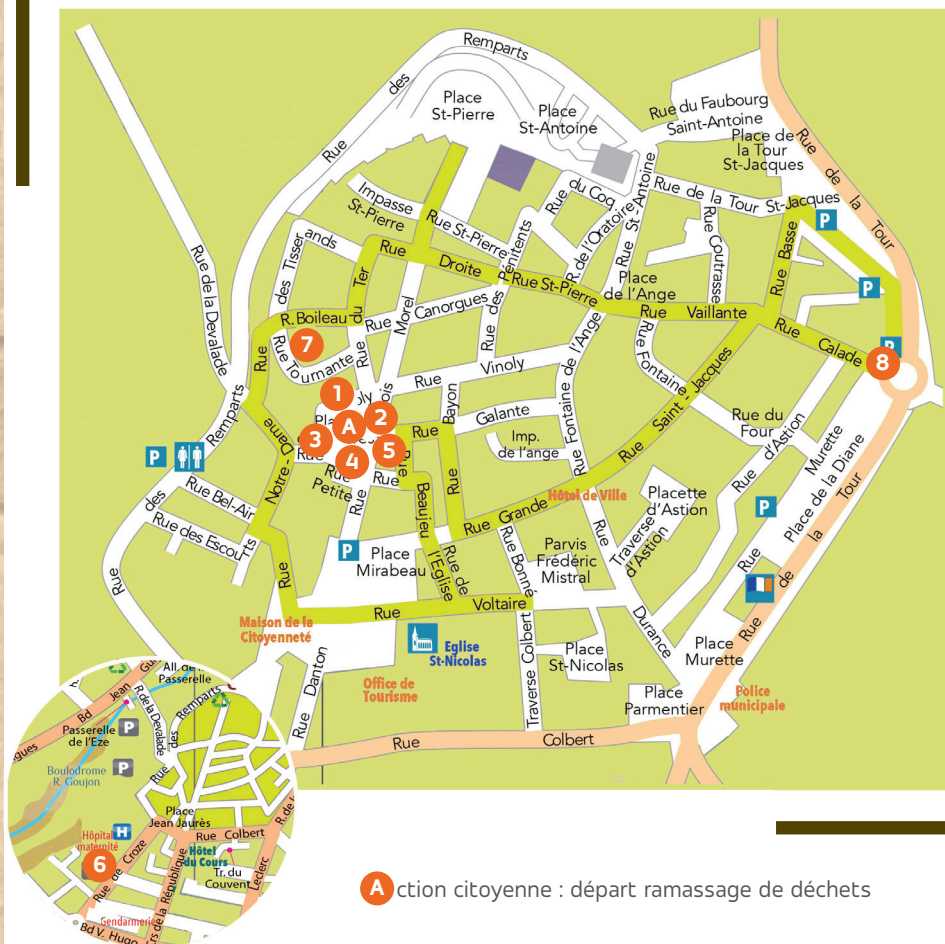 Remparts
des
Rue
Place
St-Pierre
Place
St-Antoine
Rue du Faubourg
Saint-Antoine
Place de
la Tour
St-Jacques
Rue de la Tour
Rue de la Tour St-Jacques
P
P
P
Impasse
St-Pierre
Rue St-Pierre
Rue du Coq
R. de l'Oratoire
Rue St-Antoine
Rue Coutrasse
Rue Basse
Rue des Tisserands
Rue Droite
Rue des Pénitents
Rue St-Pierre
Place
de l'Ange
Rue Vaillante
Rue Calade
8
Rue de la Devalade
R. Boileau
Rue du Ter
Rue Canorgues
Morel
7
Rue Tournante
Rue Vinoly
Rue Fontaine de l'Ange
Rue Fontaine
Rue Saint-Jacques
1
2
A
3
4
5
Rue Bayon
Galante
Imp.
de l'ange
Rue du
Four
Rue d'Astion
Rue Murette
Place de la Diane
Rue de la Tour
Remparts
P
Rue Notre-Dame
Rue
Petite
Rue
Rue
Rue Beaujeu
Rue Grande
Hôtel de Ville
Placette
d'Astion
P
Rue Bel-Air
Rue des Escoffi
Rue des
P
Place
Mirabeau
Rue de l'Eglise
Rue Bonne
Parvis
Frédéric
Mistral
Traverse
d'Astion
Rue Durance
Rue Voltaire
Maison de la
Citoyenneté
Eglise
St-Nicolas
Place
St-Nicolas
Place
Murette
Office de
Tourisme
Traverse Colbert
Place
Parmentier
Police
municipale
Rue Danton
Rue Colbert
All. de
Passerelle
Bd Jean
R. de la Devalade
Rue des Remparts
Passerelle
de l'Eze
P
Boulodrome
R. Goujon
P
Place
Jean Jaurès
H
Hôpital
maternité
Rue Colbert
Hôtel
du Cours
6
Rue de Croze
Tr. du
Couvent
Leclerc
la République
Gendarmerie
Bd V. Hugo
A ction citoyenne : départ ramassage de déchets